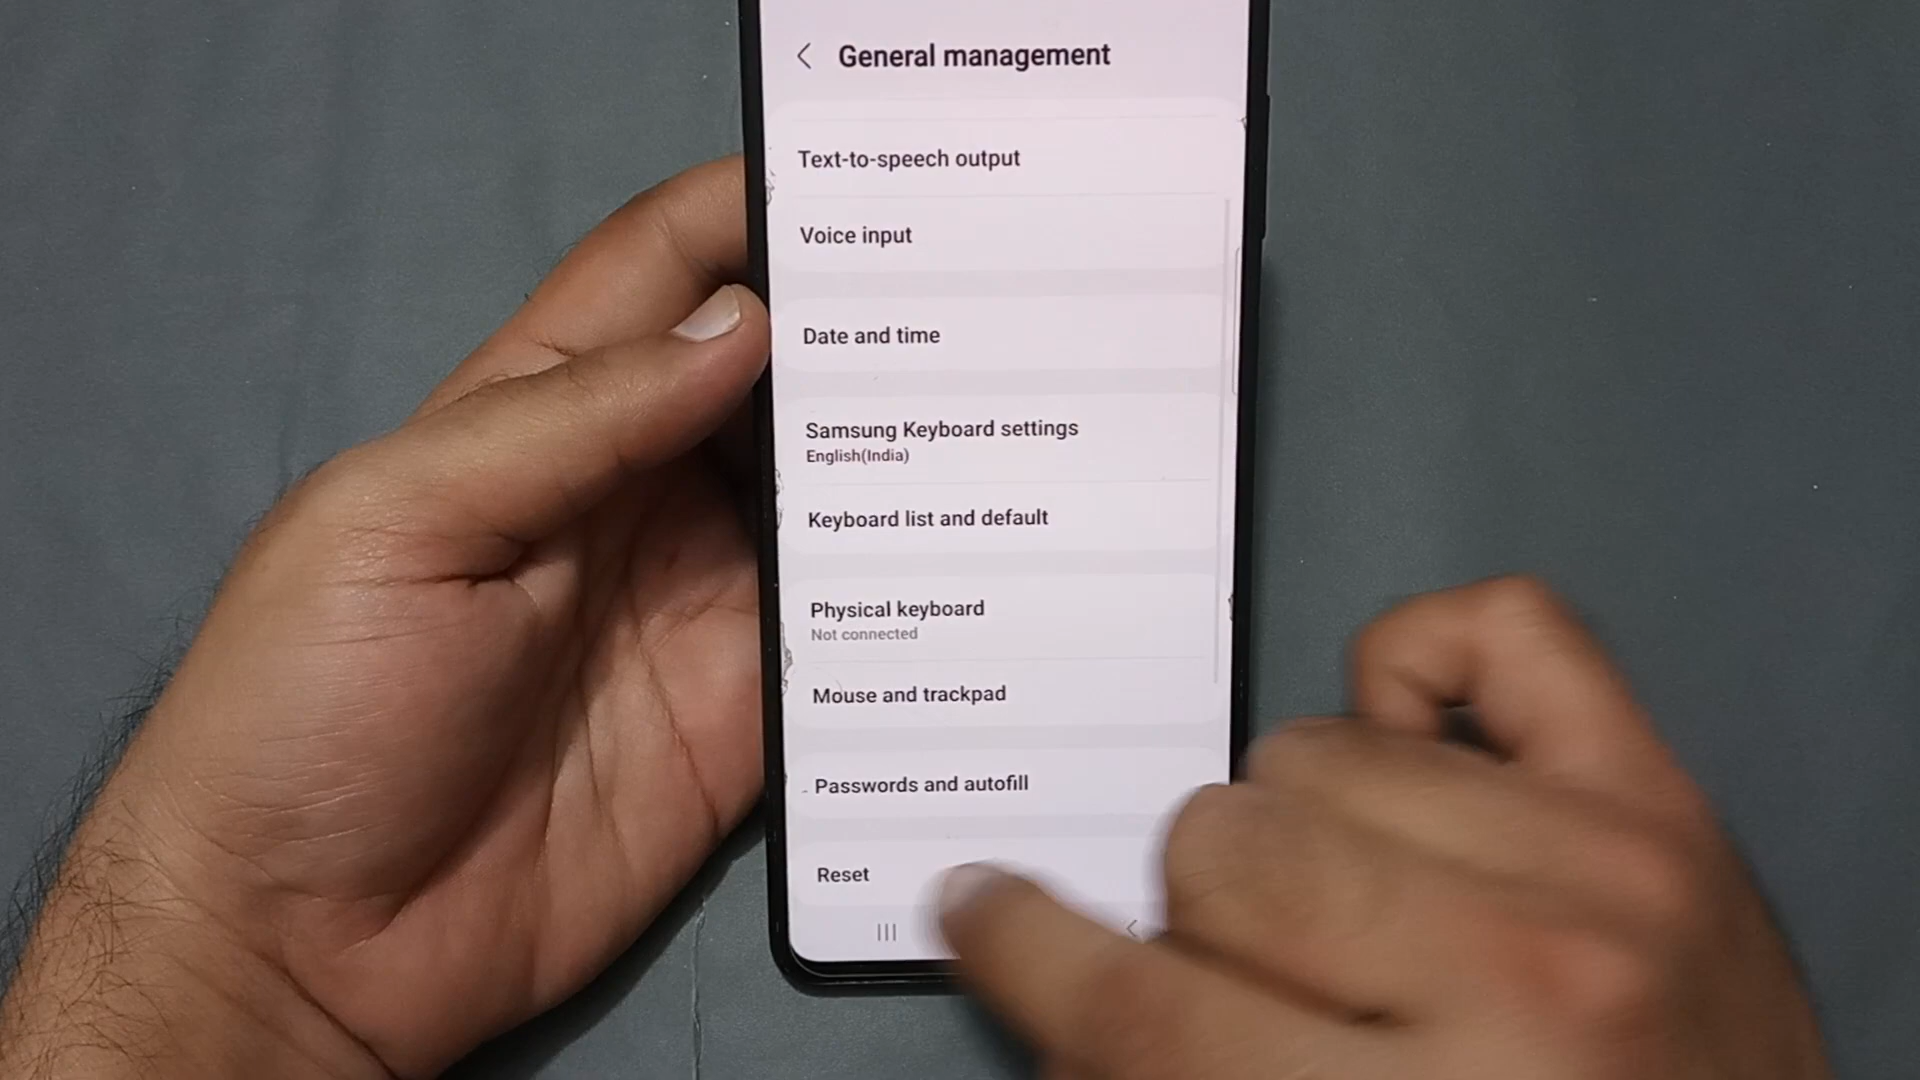 General management
Text-to-speech output
Voice input
Date and time
Samsung Keyboard settings
English(India)
Keyboard list and default
Physical keyboard
Not connected
Mouse and trackpad
Passwords and autofill
Reset